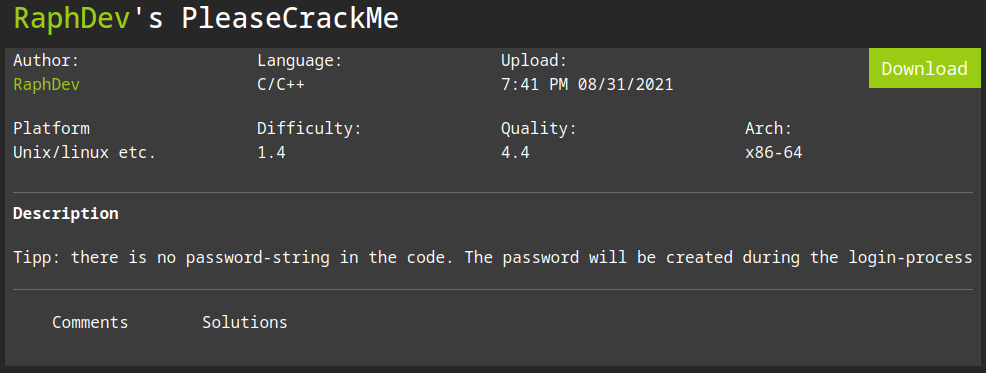 RaphDev's PleaseCrackMe
Author: Language: Upload: Download
RaphDev C/C++ 7:41 PM 08/31/2021
Platform Difficulty: Quality: Arch:
Unix/linux etc. 1.4 4.4 x86-64
Description
Tipp: there is no password-string in the code. The password will be created during the login-process
Comments Solutions